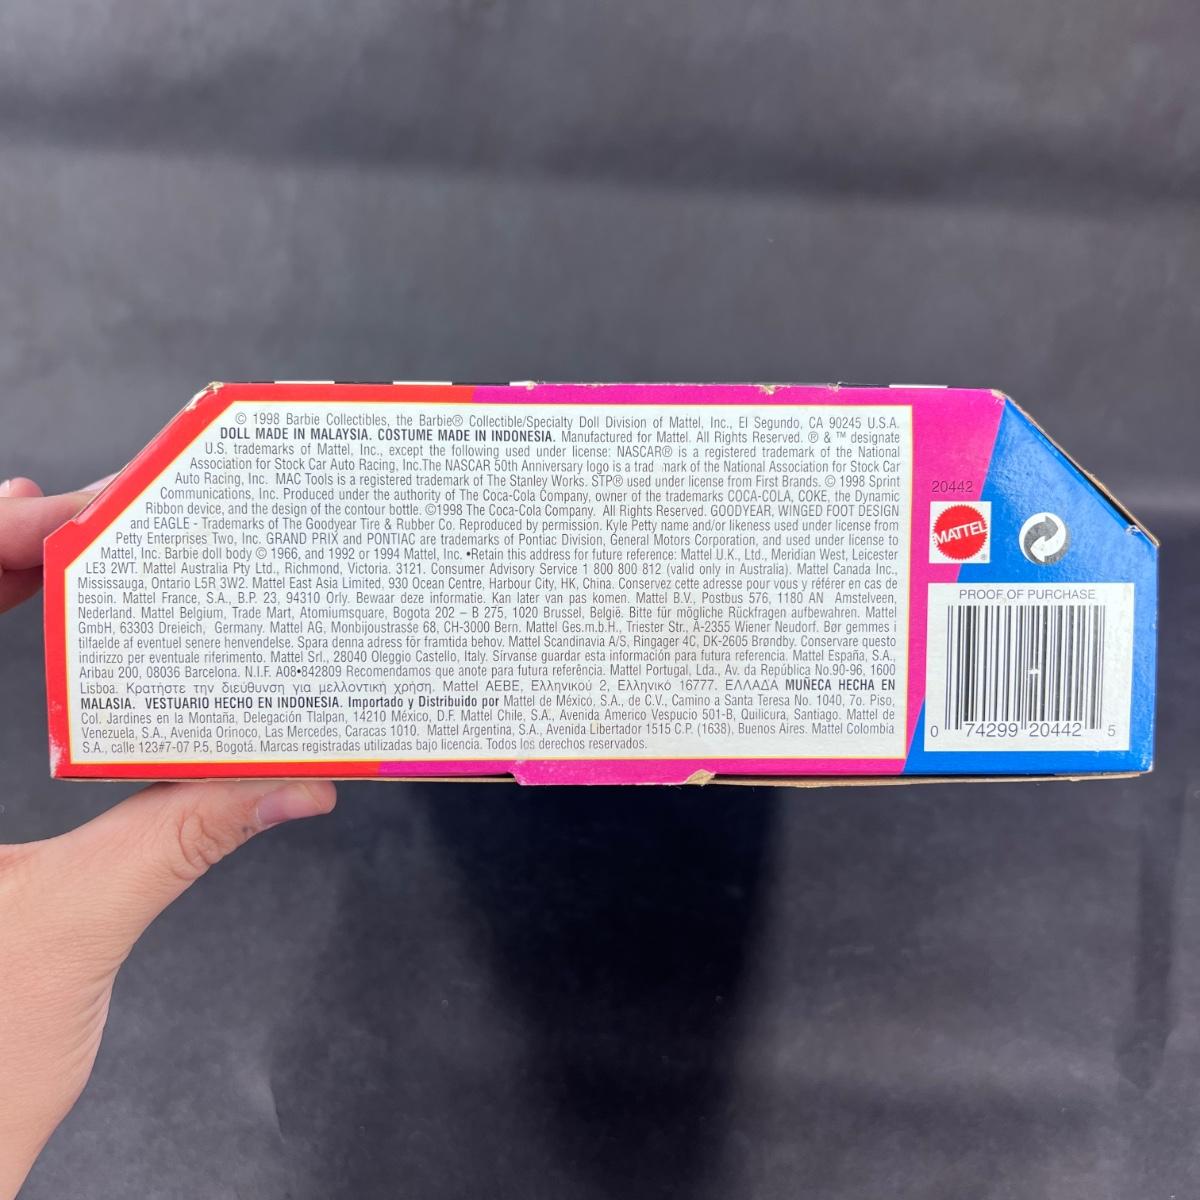 © 1998 Barbie Collectibles, the Barbie® Collectible/Specialty Doll Division of Mattel, Inc., El Segundo, CA 90245 U.S.A.
DOLL MADE IN MALAYSIA. COSTUME MADE IN INDONESIA. Manufactured for Mattel. All Rights Reserved. ® & ™ designate
U.S. trademarks of Mattel, Inc., except the following used under license: NASCAR® is a registered trademark of the National
Association for Stock Car Auto Racing, Inc.The NASCAR 50th Anniversary logo is a trad mark of the National Association for Stock Car
Auto Racing, Inc. MAC Tools is a registered trademark of The Stanley Works. STP® used under license from First Brands. © 1998 Sprint
Communications, Inc. Produced under the authority of The Coca-Cola Company, owner of the trademarks COCA-COLA, COKE, the Dynamic
Ribbon device, and the design of the contour bottle. ©1998 The Coca-Cola Company. All Rights Reserved. GOODYEAR, WINGED FOOT DESIGN
and EAGLE - Trademarks of The Goodyear Tire & Rubber Co. Reproduced by permission. Kyle Petty name and/or likeness used under license from
Petty Enterprises Two, Inc. GRAND PRIX and PONTIAC are trademarks of Pontiac Division, General Motors Corporation, and used under license to
Mattel, Inc. Barbie doll body © 1966, and 1992 or 1994 Mattel, Inc. •Retain this address for future reference: Mattel U.K., Ltd., Meridian West, Leicester
LE3 2WT. Mattel Australia Pty Ltd., Richmond, Victoria. 3121. Consumer Advisory Service 1 800 800 812 (valid only in Australia). Mattel Canada Inc.,
Mississauga, Ontario L5R 3W2. Mattel East Asia Limited, 930 Ocean Centre, Harbour City, HK, China. Conservez cette adresse pour vous y référer en cas de
besoin. Mattel France, S.A., B.P. 23, 94310 Orly. Bewaar deze informatie. Kan later van pas komen. Mattel B.V., Postbus 576, 1180 AN Amstelveen,
Nederland. Mattel Belgium, Trade Mart, Atomiumsquare, Bogota 202 – B 275, 1020 Brussel, België. Bitte für mögliche Rückfragen aufbewahren. Mattel
GmbH, 63303 Dreieich, Germany. Mattel AG, Monbijoustrasse 68, CH-3000 Bern. Mattel Ges.m.b.H., Triester Str., A-2355 Wiener Neudorf. Bør gemmes i
tilfaelde af eventuel senere henvendelse. Spara denna adress för framtida behov. Mattel Scandinavia A/S, Ringager 4C, DK-2605 Brøndby. Conservare questo
indirizzo per eventuale riferimento. Mattel Srl., 28040 Oleggio Castello, Italy. Sirvanse guardar esta información para futura referencia. Mattel España, S.A.,
Aribau 200, 08036 Barcelona. N.I.F. A08•842809 Recomendamos que anote para futura referência. Mattel Portugal, Lda., Av. da República No.90-96, 1600
Lisboa. Κρατήστε την διεύθυνση για μελλοντική χρήση. Mattel ΑΕΒΕ, Ελληνικού 2, Ελληνικό 16777. ΕΛΛΑΔΑ MUÑECA HECHA EN
MALASIA. VESTUARIO HECHO EN INDONESIA. Importado y Distribuido por Mattel de México, S.A., de C.V., Camino a Santa Teresa No. 1040, 7o. Piso,
Col. Jardines en la Montaña, Delegación Tlalpan, 14210 México, D.F. Mattel Chile, S.A., Avenida Americo Vespucio 501-B, Quilicura, Santiago. Mattel de
Venezuela, S.A., Avenida Orinoco, Las Mercedes, Caracas 1010. Mattel Argentina, S.A., Avenida Libertador 1515 C.P. (1638), Buenos Aires. Mattel Colombia
S.A., calle 123#7-07 P.5, Bogotá. Marcas registradas utilizadas bajo licencia. Todos los derechos reservados.
20442
MATTEL®
PROOF OF PURCHASE
0 74299 20442 5